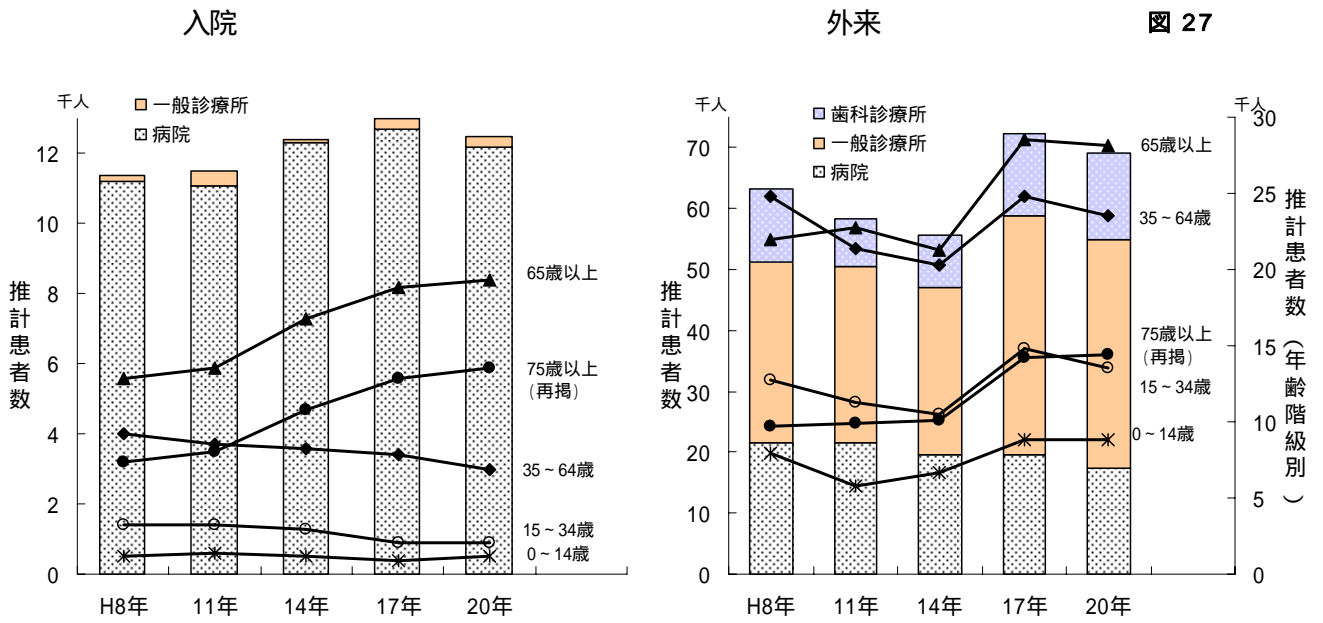 入院
千人
一般診療所
病院
推計患者数
12
10
8
6
4
2
0
65歳以上
75歳以上
(再掲)
35～64歳
15～34歳
0～14歳
H8年 11年 14年 17年 20年
外来
図 27
千人
歯科診療所
一般診療所
病院
推計患者数
70
60
50
40
30
20
10
0
65歳以上
35～64歳
75歳以上
(再掲)
15～34歳
0～14歳
千人
30
25
20
15
10
5
0
推計患者数(年齢階級別)
H8年 11年 14年 17年 20年